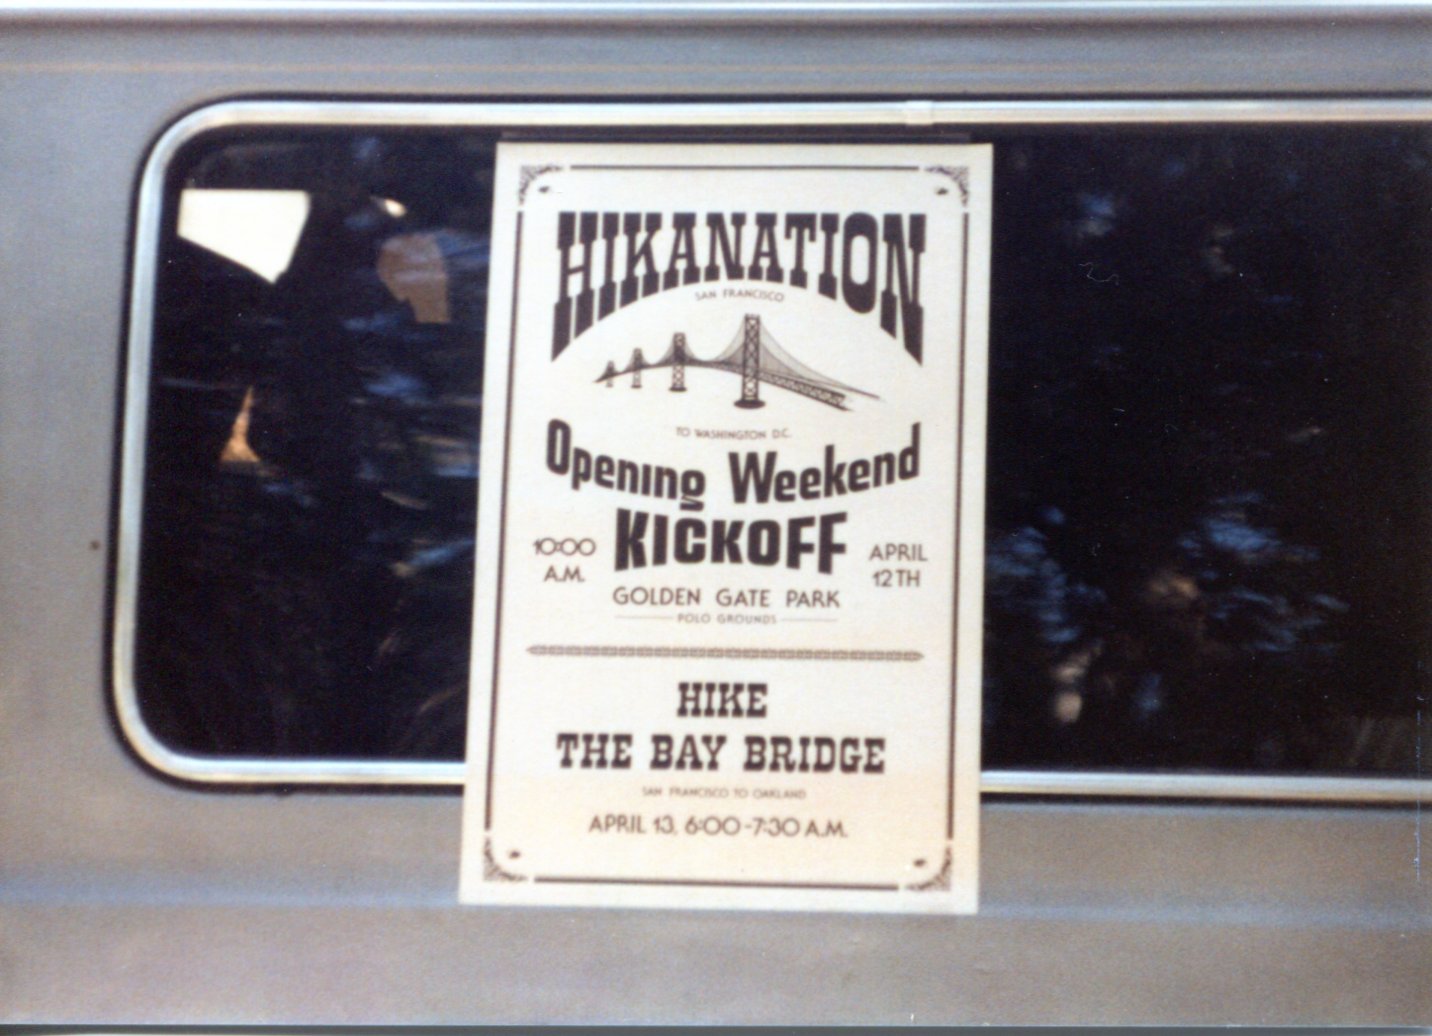 HIKANATION
SAN FRANCISCO
TO WASHINGTON D.C.
Opening Weekend
KICKOFF
10:00
A.M.
APRIL
12TH
GOLDEN GATE PARK
POLO GROUNDS
HIKE
THE BAY BRIDGE
SAN FRANCISCO TO OAKLAND
APRIL 13, 6:00-7:30 A.M.